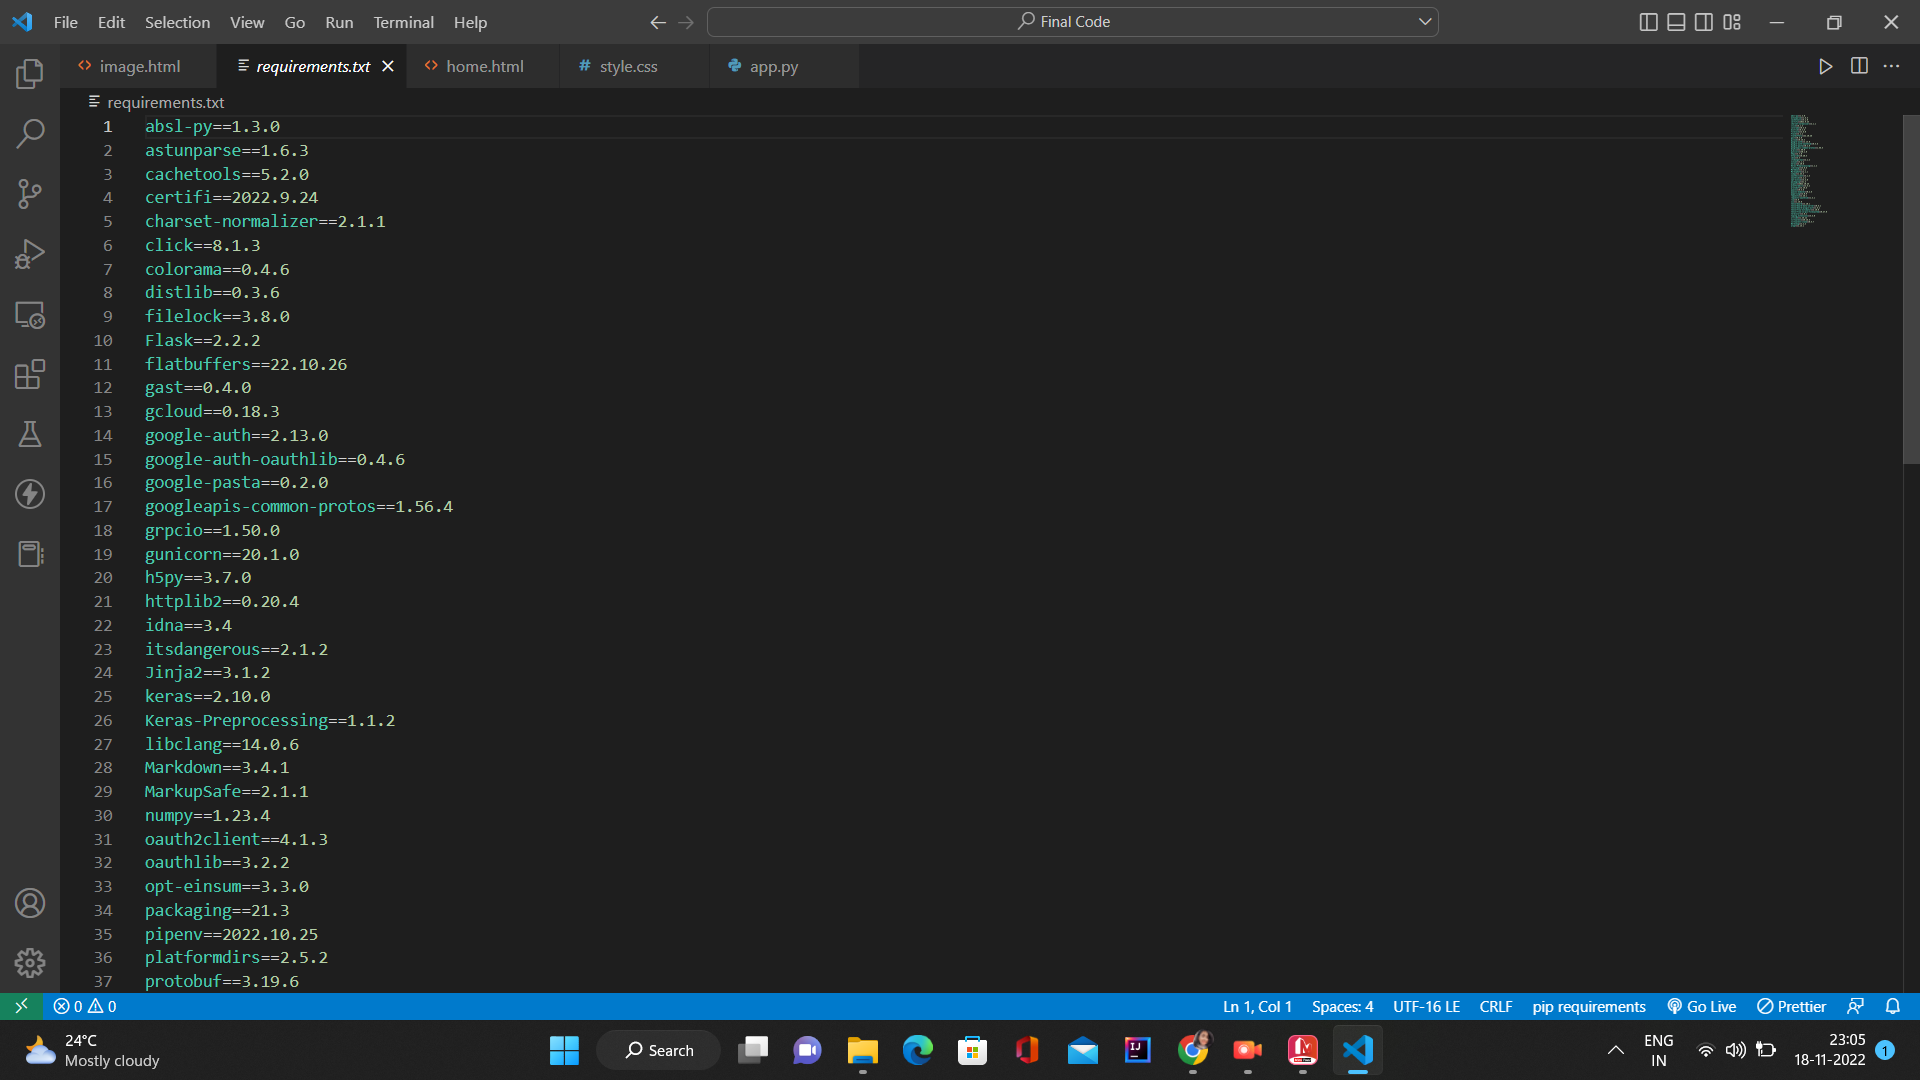 File Edit Selection View Go Run Terminal Help
Final Code
image.html requirements.txt home.html # style.css app.py
requirements.txt
1 absl-py==1.3.0
2 astunparse==1.6.3
3 cachetools==5.2.0
4 certifi==2022.9.24
5 charset-normalizer==2.1.1
6 click==8.1.3
7 colorama==0.4.6
8 distlib==0.3.6
9 filelock==3.8.0
10 Flask==2.2.2
11 flatbuffers==22.10.26
12 gast==0.4.0
13 gcloud==0.18.3
14 google-auth==2.13.0
15 google-auth-oauthlib==0.4.6
16 google-pasta==0.2.0
17 googleapis-common-protos==1.56.4
18 grpcio==1.50.0
19 gunicorn==20.1.0
20 h5py==3.7.0
21 httplib2==0.20.4
22 idna==3.4
23 itsdangerous==2.1.2
24 Jinja2==3.1.2
25 keras==2.10.0
26 Keras-Preprocessing==1.1.2
27 libclang==14.0.6
28 Markdown==3.4.1
29 MarkupSafe==2.1.1
30 numpy==1.23.4
31 oauth2client==4.1.3
32 oauthlib==3.2.2
33 opt-einsum==3.3.0
34 packaging==21.3
35 pipenv==2022.10.25
36 platformdirs==2.5.2
37 protobuf==3.19.6
0 0 Ln 1, Col 1 Spaces: 4 UTF-16 LE CRLF pip requirements Go Live Prettier
24°C
Mostly cloudy
Search
IJ
ENG
IN
23:05
18-11-2022
1